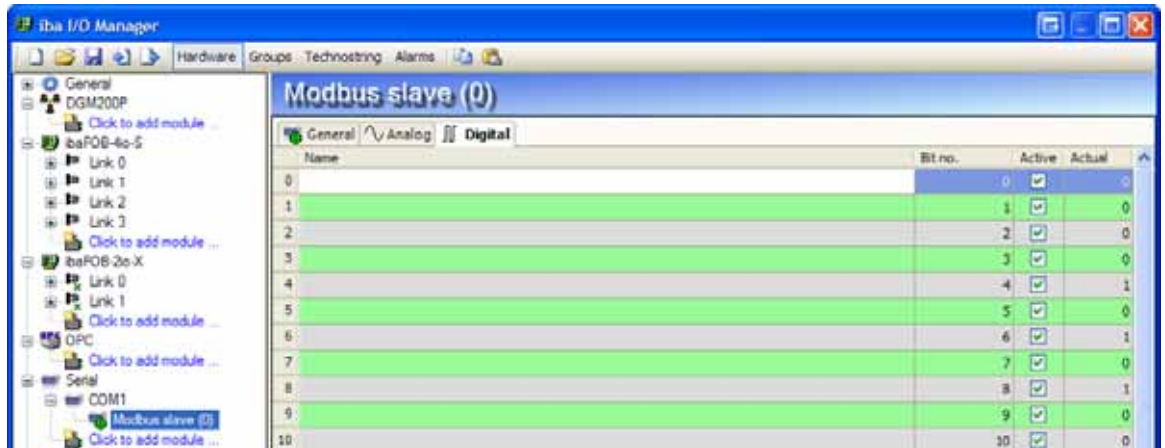 iba I/O Manager
Hardware Groups Technostring Alarms
General
DGM200P
Click to add module ...
ibaFOB-4o-S
Link 0
Link 1
Link 2
Link 3
Click to add module ...
ibaFOB-2o-X
Link 0
Link 1
Click to add module ...
OPC
Click to add module ...
Serial
COM1
Modbus slave (0)
Click to add module ...
Modbus slave (0)
General Analog Digital
Name Bit no. Active Actual
0 0 0
1 1 0
2 2 0
3 3 0
4 4 1
5 5 0
6 6 1
7 7 0
8 8 1
9 9 0
10 10 0